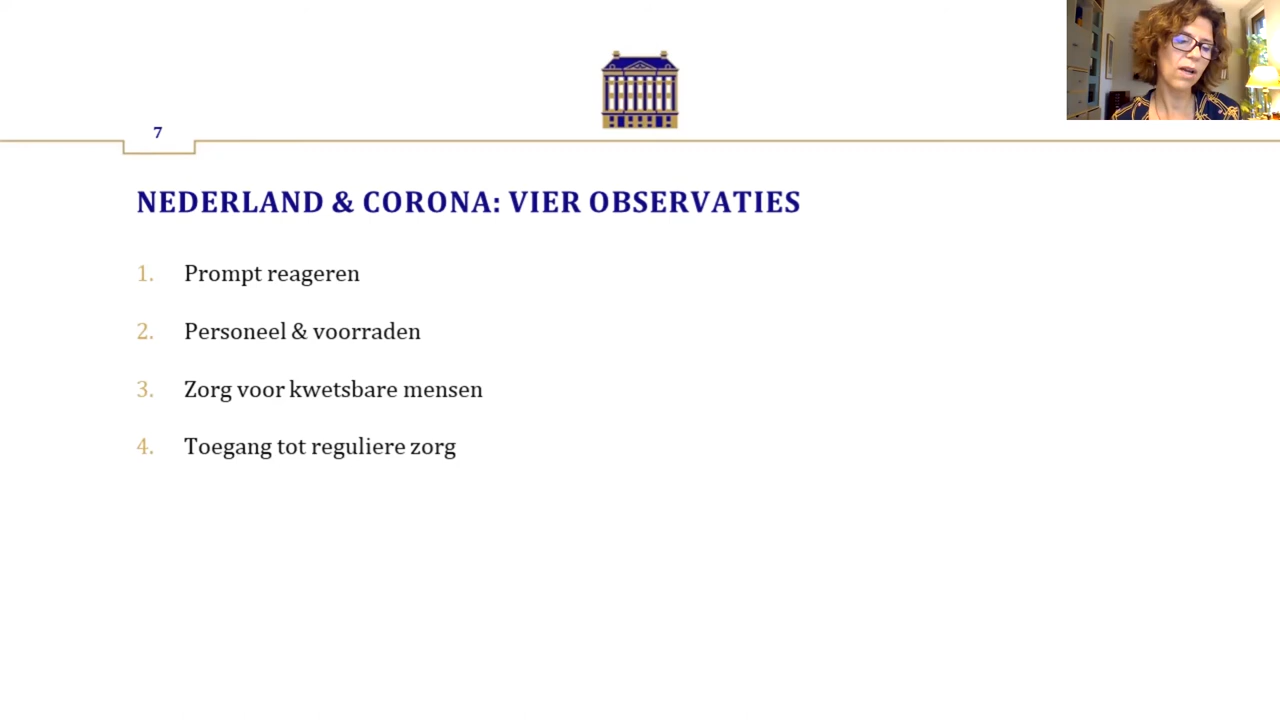 7
NEDERLAND & CORONA: VIER OBSERVATIES
1. Prompt reageren
2. Personeel & voorraden
3. Zorg voor kwetsbare mensen
4. Toegang tot reguliere zorg